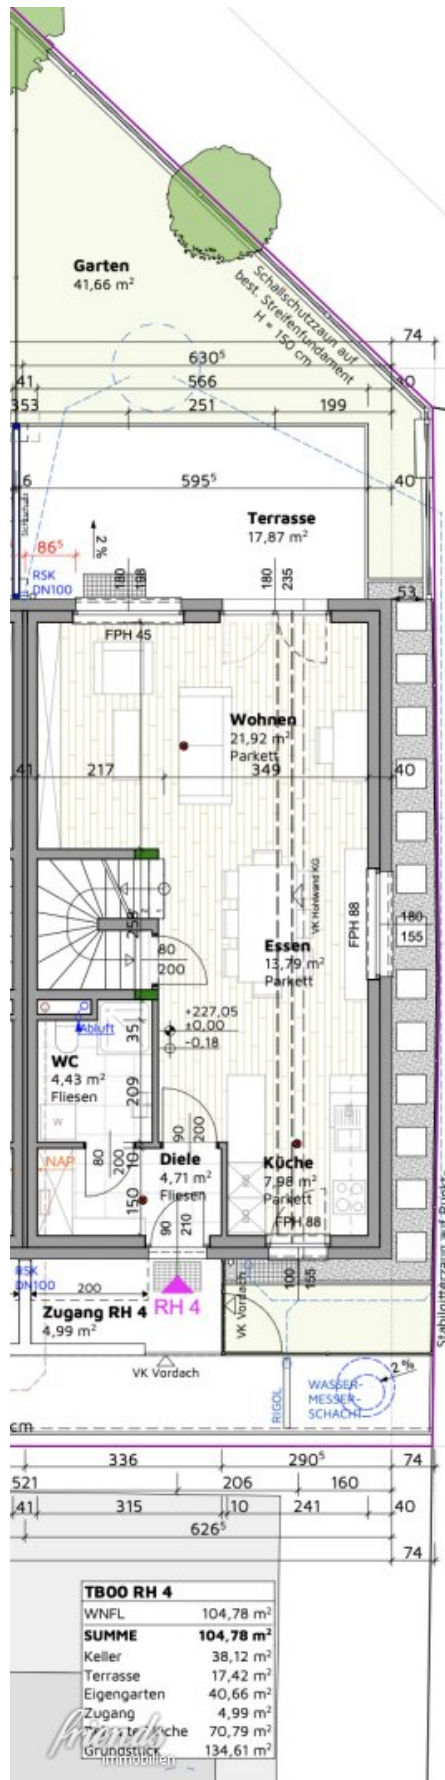 Garten
41,66 m²
Schallschutzzaun auf
best. Streifenfundament
H = 150 cm
74
630⁵
41 566 40
353 251 199
6 595⁵ 40
Sichtschutz
Terrasse
17,87 m²
2 %
86⁵
RSK
DN100
180
198
180
235
53
FPH 45
Wohnen
21,92 m²
Parkett
41 217 349 40
VK Hohlwand KG
258
80
200
Essen
13,79 m²
Parkett
FPH 88
180
155
+227,05
±0,00
-0,18
Abluft
35
WC
4,43 m²
Fliesen
209
W
90
200
80
200
10
NAP
Diele
4,71 m²
Fliesen
150
90
210
Küche
7,98 m²
Parkett
FPH 88
100
155
RSK
DN100
200
Zugang RH 4
4,99 m²
RH 4
VK Vordach
VK Vordach
RIGOL
WASSER-
MESSER-
SCHACHT
2 %
cm
336 290⁵ 74
521 206 160
41 315 10 241 40
626⁵
74
TB00 RH 4
WNFL 104,78 m²
SUMME 104,78 m²
Keller 38,12 m²
Terrasse 17,42 m²
Eigengarten 40,66 m²
Zugang 4,99 m²
70,79 m²
Grundstück 134,61 m²
friends
immobilien